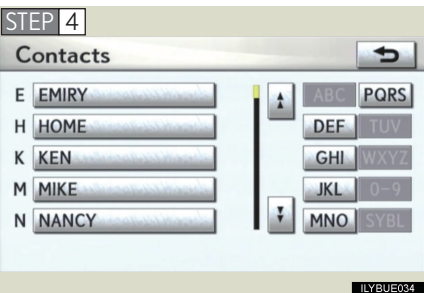 STEP 4
Contacts
E EMIRY ABC PQRS
H HOME DEF TUV
K KEN GHI WXYZ
M MIKE JKL 0-9
N NANCY MNO SYBL
ILYBUE034